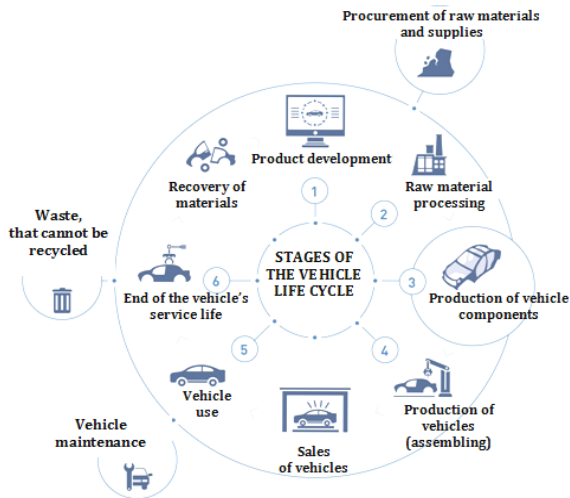 Procurement of raw materials
and supplies
Product development
1
Raw material
processing
2
Production of vehicle
components
3
Production of
vehicles
(assembling)
4
Sales
of vehicles
Vehicle
use
5
Vehicle
maintenance
End of the vehicle's
service life
6
Waste,
that cannot be
recycled
Recovery of
materials
STAGES OF
THE VEHICLE
LIFE CYCLE